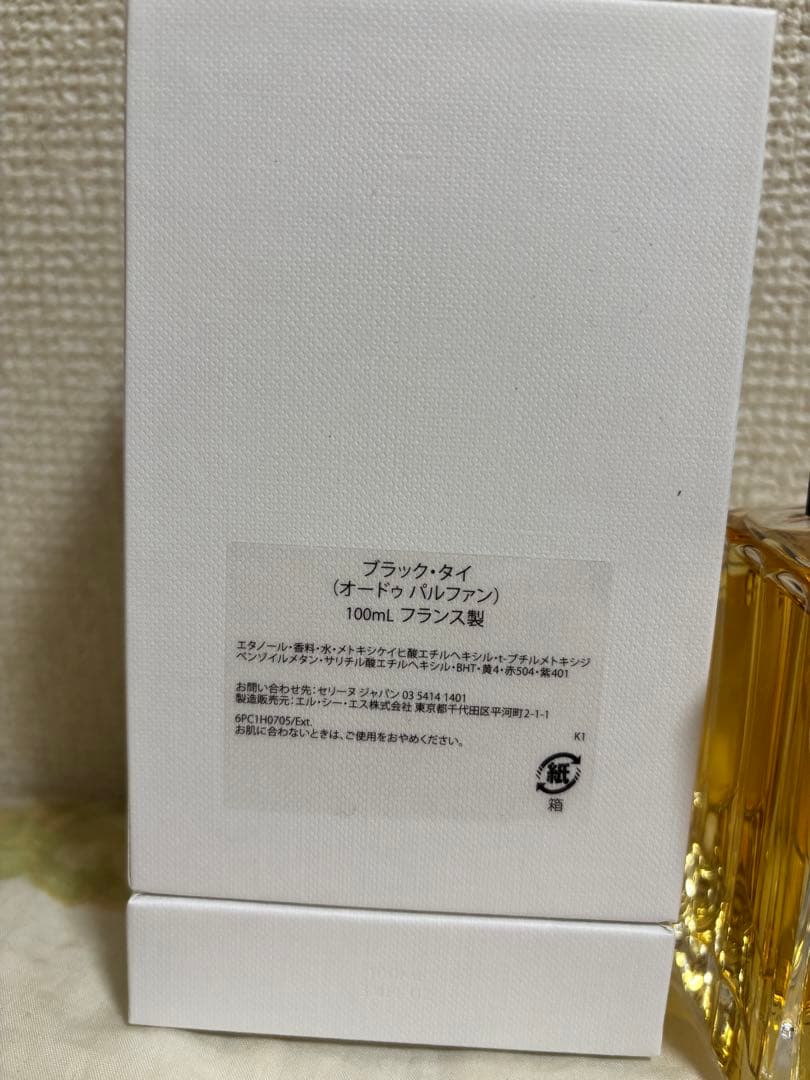 ブラック・タイ
(オードゥ パルファン)
100mL フランス製
エタノール・香料・水・メトキシケイヒ酸エチルヘキシル・t-ブチルメトキシジ
ベンゾイルメタン・サリチル酸エチルヘキシル・BHT・黄4・赤504・紫401
お問い合わせ先：セリーヌ ジャパン 03 5414 1401
製造販売元：エル・シー・エス株式会社 東京都千代田区平河町2-1-1
6PC1H0705/Ext.
K1
お肌に合わないときは、ご使用をおやめください。
紙
箱